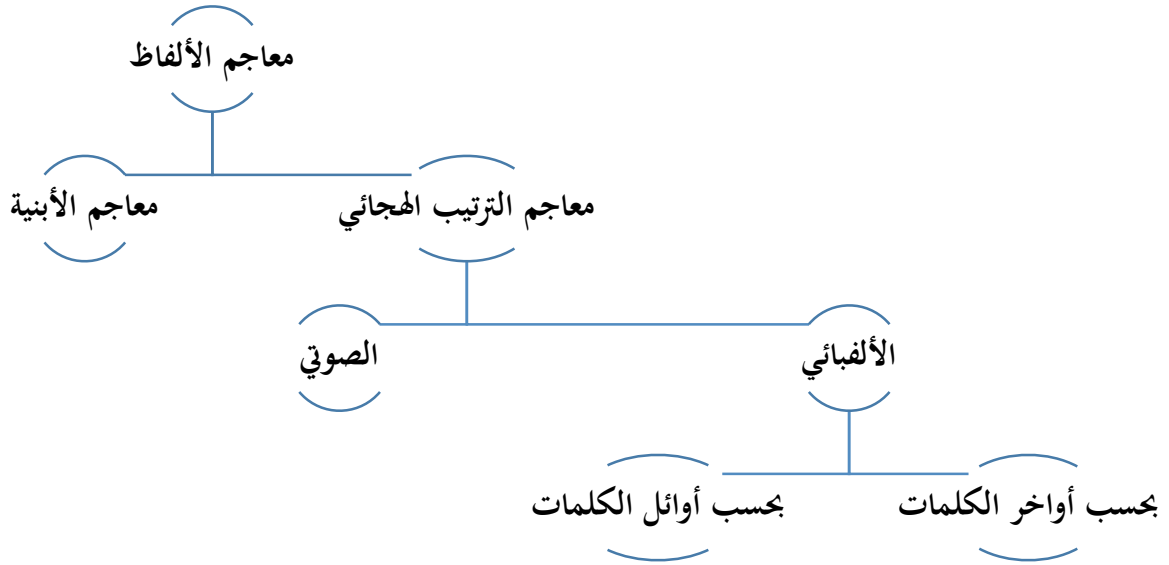 معاجم الألفاظ
معاجم الترتيب الهجائي
معاجم الأبنية
الألفبائي
الصوتي
بحسب أواخر الكلمات
بحسب أوائل الكلمات